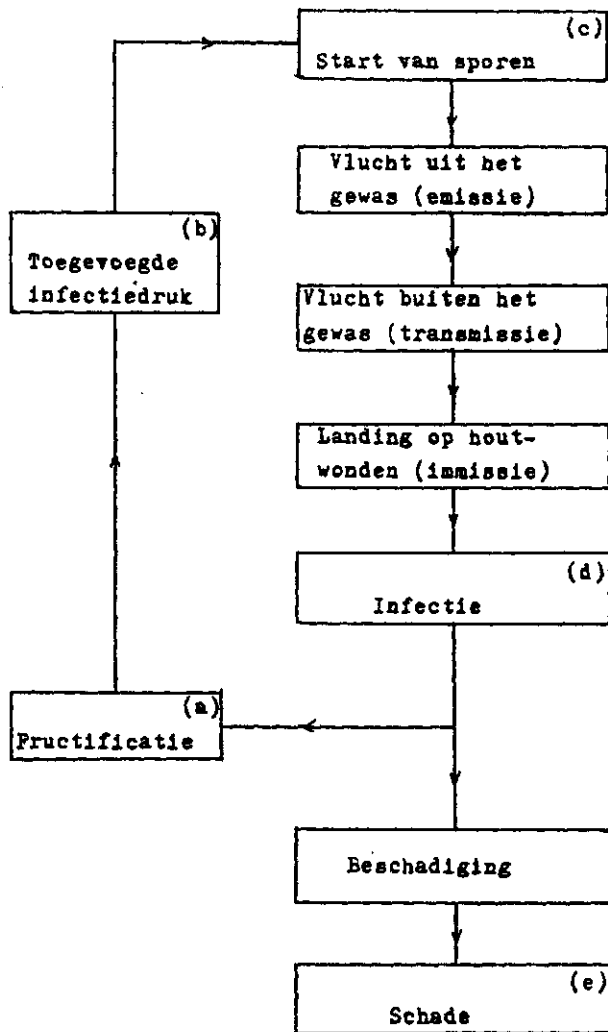 (c)
Start van sporen
Vlucht uit het
gewas (emissie)
(b)
Toegevoegde
infectiedruk
Vlucht buiten het
gewas (transmissie)
Landing op hout-
wonden (immissie)
(d)
Infectie
(a)
Fructificatie
Beschadiging
(e)
Schade